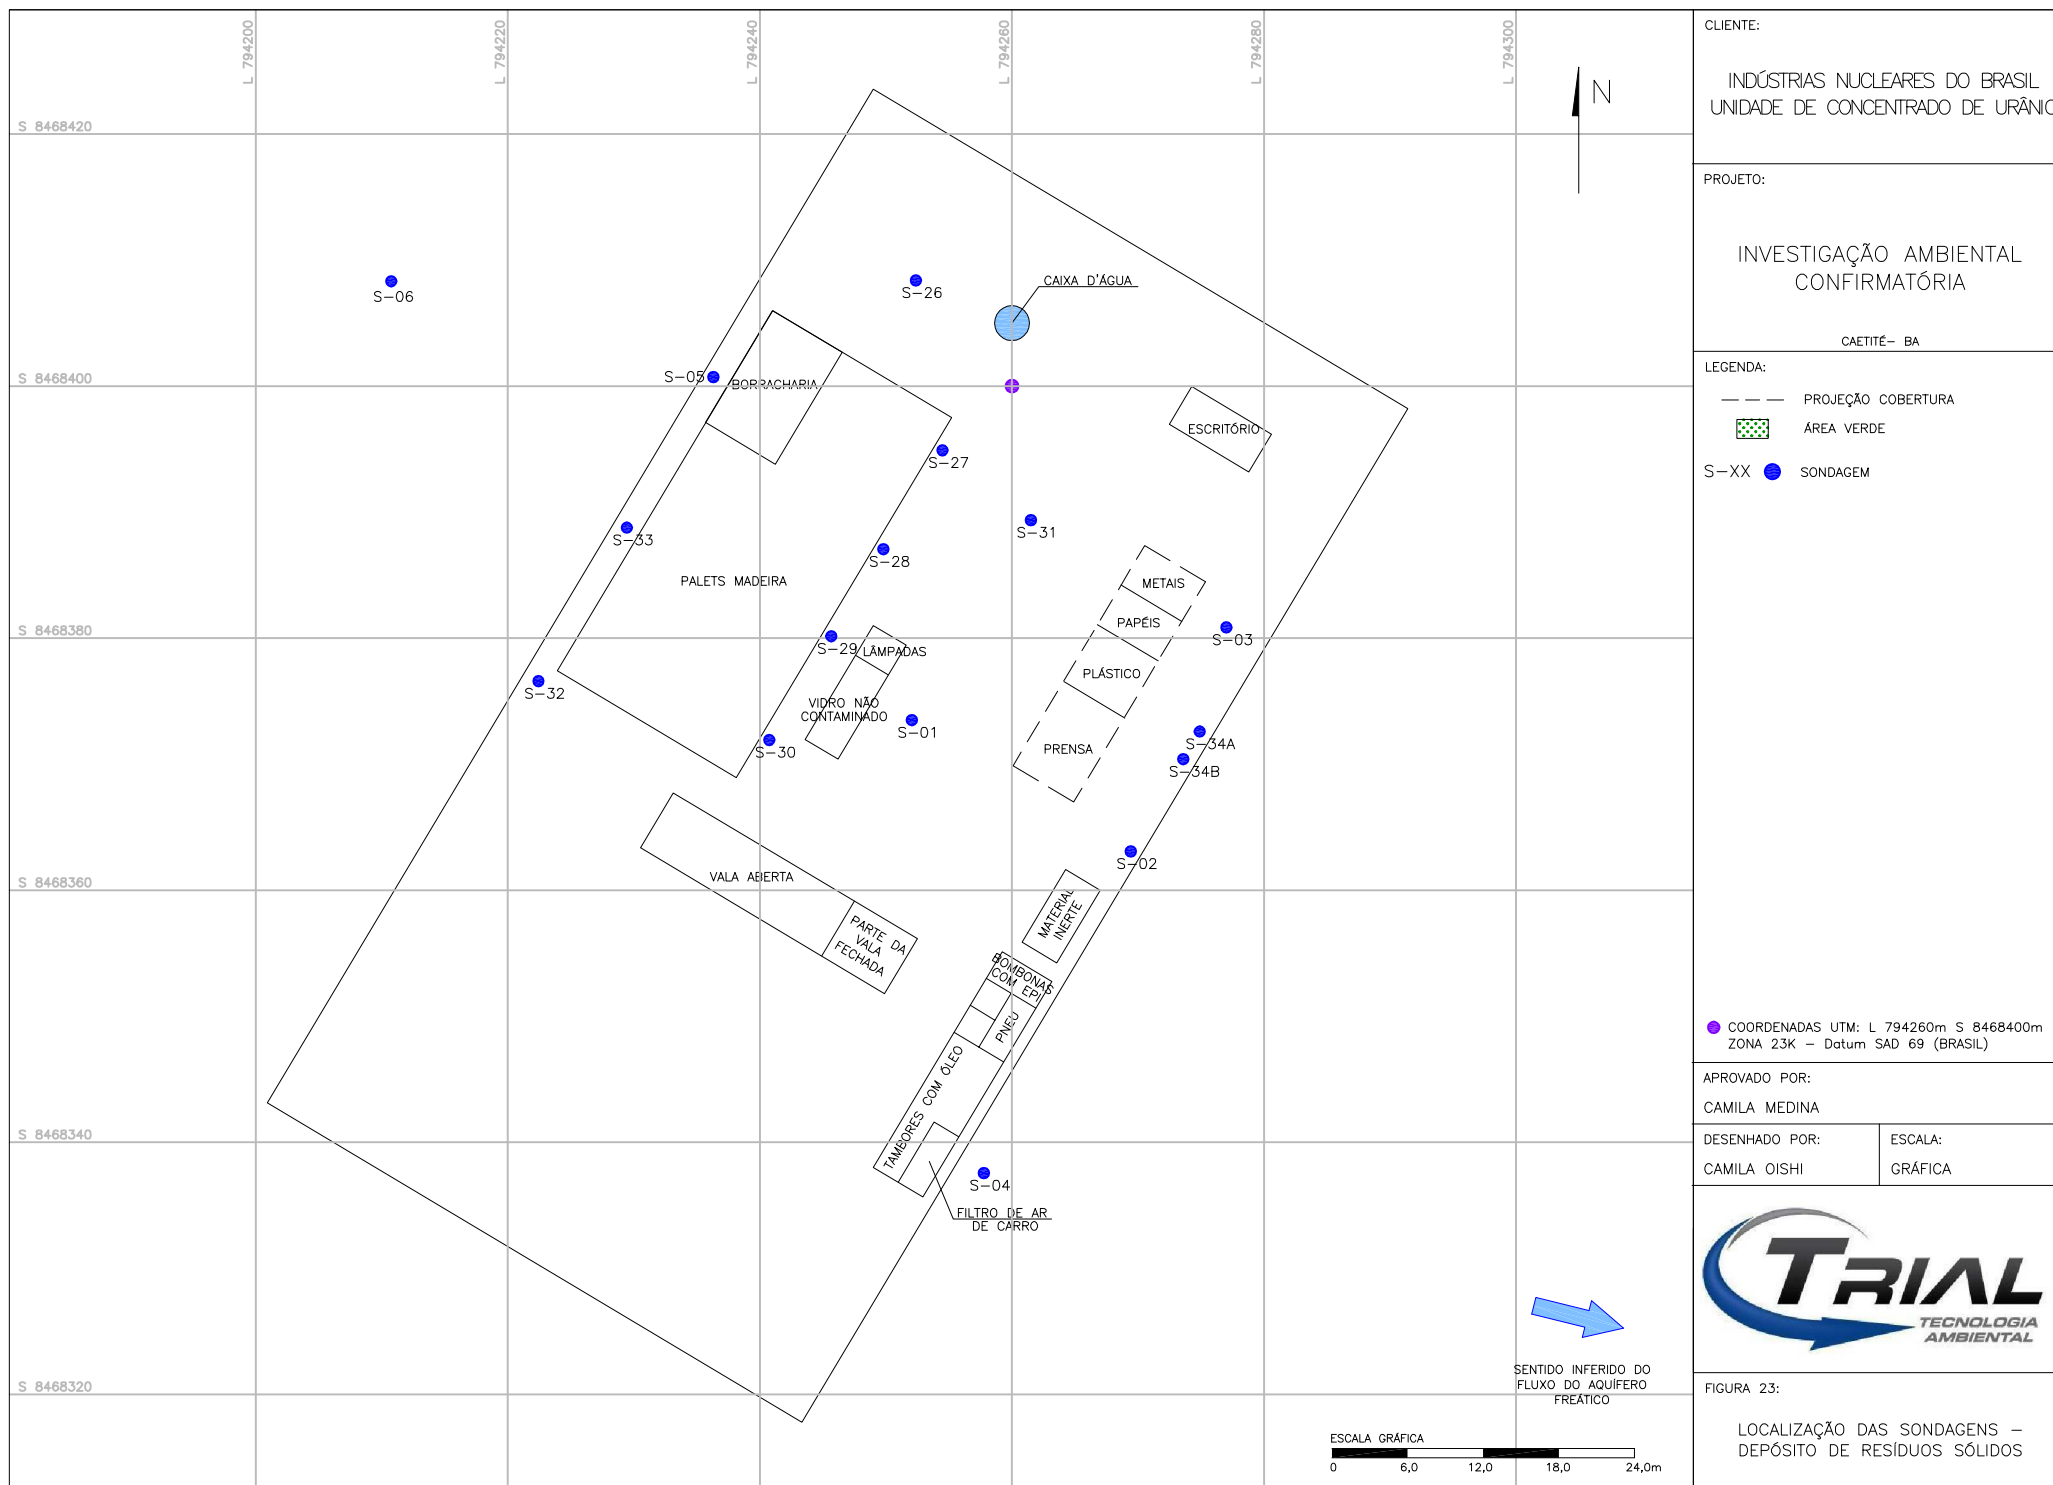 L 794200
L 794220
L 794240
L 794260
L 794280
L 794300
N
S 8468420
S 8468400
S 8468380
S 8468360
S 8468340
S 8468320
S-06
S-26
CAIXA D'ÁGUA
S-05
BORRACHARIA
ESCRITÓRIO
S-27
S-31
S-33
S-28
PALETS MADEIRA
METAIS
PAPÉIS
S-03
S-29
LÂMPADAS
PLÁSTICO
S-32
VIDRO NÃO
CONTAMINADO
S-01
S-30
PRENSA
S-34A
S-34B
S-02
VALA ABERTA
PARTE DA
VALA
FECHADA
MATERIAL
INERTE
BOMBONAS
COM EPI
PNEU
TAMBORES COM ÓLEO
S-04
FILTRO DE AR
DE CARRO
SENTIDO INFERIDO DO
FLUXO DO AQUÍFERO
FREÁTICO
ESCALA GRÁFICA
0 6,0 12,0 18,0 24,0m
CLIENTE:
INDÚSTRIAS NUCLEARES DO BRASIL
UNIDADE DE CONCENTRADO DE URÂNIO
PROJETO:
INVESTIGAÇÃO AMBIENTAL
CONFIRMATÓRIA
CAETITÉ- BA
LEGENDA:
PROJEÇÃO COBERTURA
ÁREA VERDE
S-XX SONDAGEM
COORDENADAS UTM: L 794260m S 8468400m
ZONA 23K - Datum SAD 69 (BRASIL)
APROVADO POR:
CAMILA MEDINA
DESENHADO POR:
CAMILA OISHI
ESCALA:
GRÁFICA
TRIAL
TECNOLOGIA
AMBIENTAL
FIGURA 23:
LOCALIZAÇÃO DAS SONDAGENS -
DEPÓSITO DE RESÍDUOS SÓLIDOS